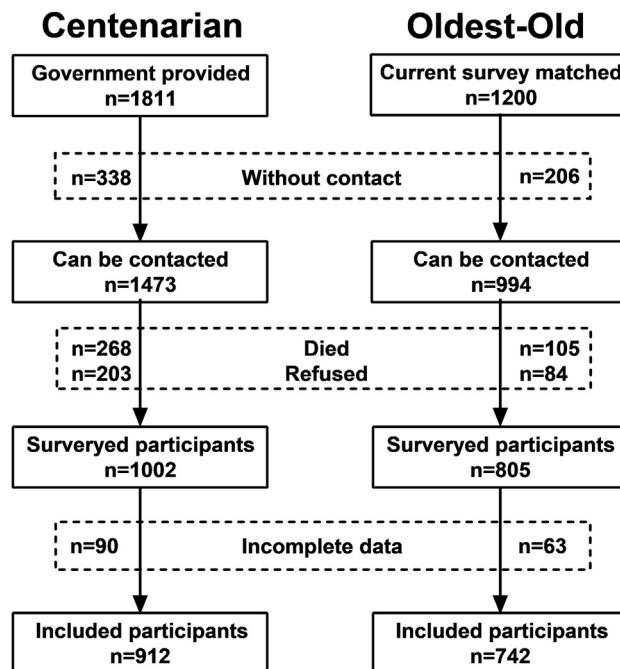 Centenarian Oldest-Old
Government provided
n=1811
Current survey matched
n=1200
n=338 Without contact n=206
Can be contacted
n=1473
Can be contacted
n=994
n=268 Died n=105
n=203 Refused n=84
Surveryed participants
n=1002
Surveryed participants
n=805
n=90 Incomplete data n=63
Included participants
n=912
Included participants
n=742